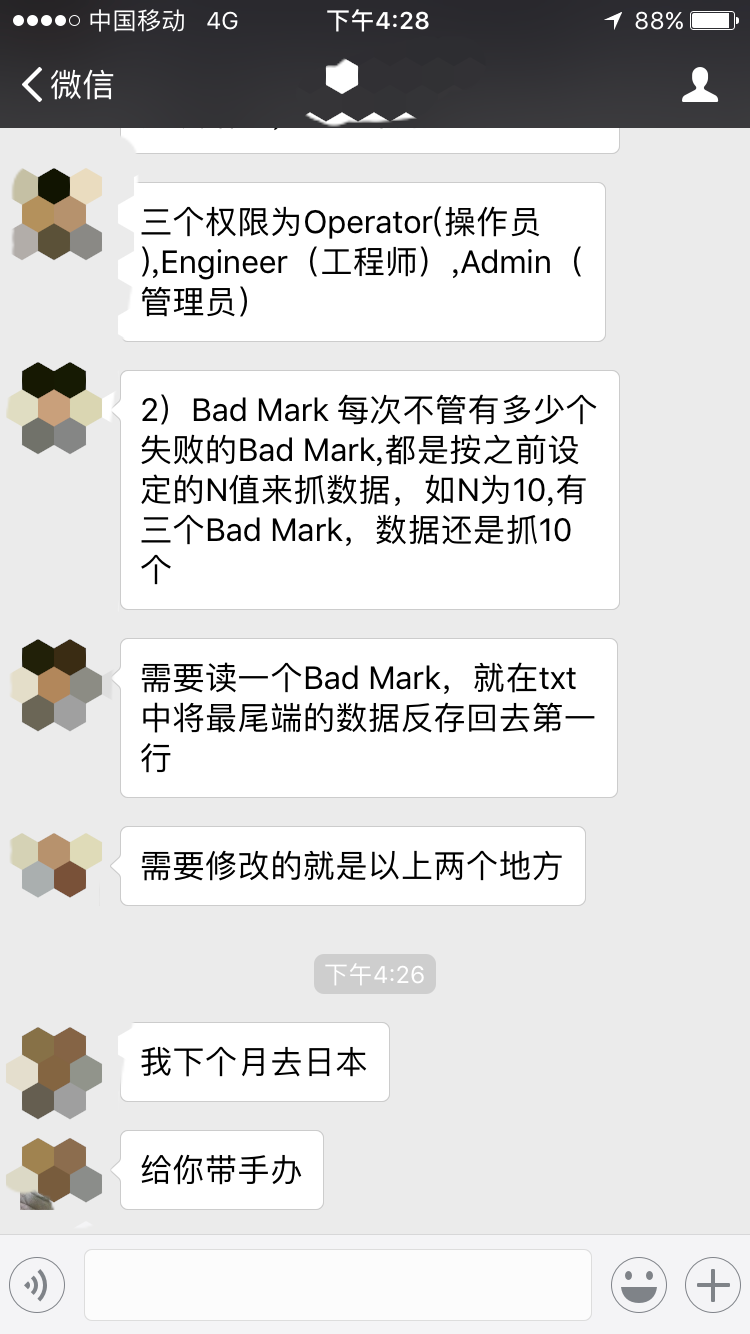 中国移动 4G 下午4:28 88%
微信
三个权限为Operator(操作员
),Engineer（工程师）,Admin（
管理员）
2）Bad Mark 每次不管有多少个
失败的Bad Mark,都是按之前设
定的N值来抓数据，如N为10,有
三个Bad Mark，数据还是抓10
个
需要读一个Bad Mark，就在txt
中将最尾端的数据反存回去第一
行
需要修改的就是以上两个地方
下午4:26
我下个月去日本
给你带手办